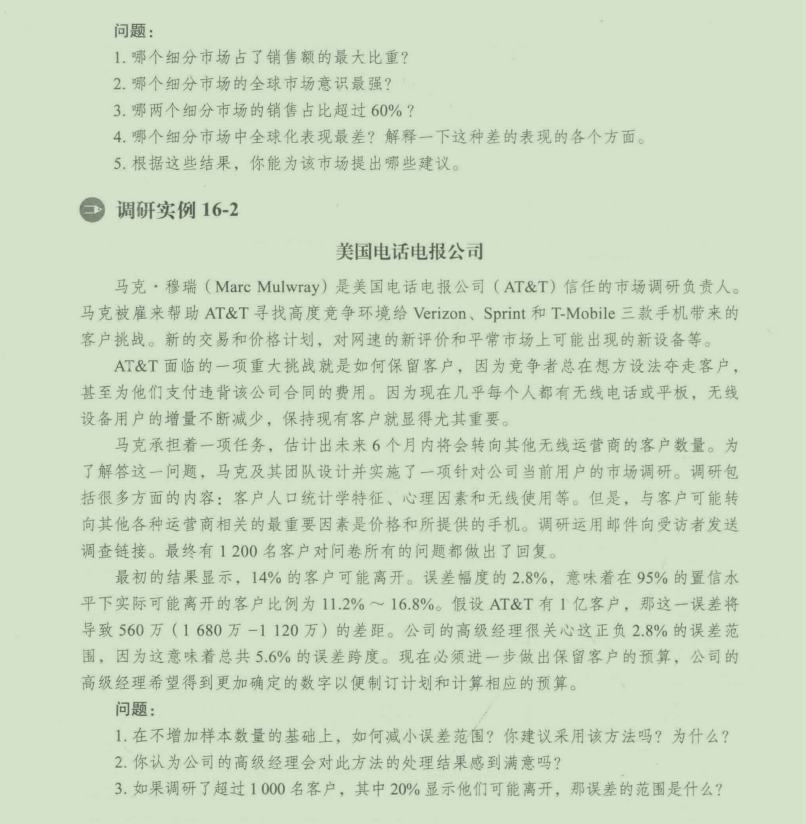 问题：
1. 哪个细分市场占了销售额的最大比重？
2. 哪个细分市场的全球市场意识最强？
3. 哪两个细分市场的销售占比超过 60%？
4. 哪个细分市场中全球化表现最差？解释一下这种差的表现的各个方面。
5. 根据这些结果，你能为该市场提出哪些建议。
调研实例 16-2
美国电话电报公司
马克·穆瑞（Marc Mulwray）是美国电话电报公司（AT&T）信任的市场调研负责人。
马克被雇来帮助 AT&T 寻找高度竞争环境给 Verizon、Sprint 和 T-Mobile 三款手机带来的
客户挑战。新的交易和价格计划，对网速的新评价和平常市场上可能出现的新设备等。
AT&T 面临的一项重大挑战就是如何保留客户，因为竞争者总在想方设法夺走客户，
甚至为他们支付违背该公司合同的费用。因为现在几乎每个人都有无线电话或平板，无线
设备用户的增量不断减少，保持现有客户就显得尤其重要。
马克承担着一项任务，估计出未来 6 个月内将会转向其他无线运营商的客户数量。为
了解答这一问题，马克及其团队设计并实施了一项针对公司当前用户的市场调研。调研包
括很多方面的内容：客户人口统计学特征、心理因素和无线使用等。但是，与客户可能转
向其他各种运营商相关的最重要因素是价格和所提供的手机。调研运用邮件向受访者发送
调查链接。最终有 1 200 名客户对问卷所有的问题都做出了回复。
最初的结果显示，14% 的客户可能离开。误差幅度的 2.8%，意味着在 95% 的置信水
平下实际可能离开的客户比例为 11.2% ～ 16.8%。假设 AT&T 有 1 亿客户，那这一误差将
导致 560 万（1 680 万 −1 120 万）的差距。公司的高级经理很关心这正负 2.8% 的误差范
围，因为这意味着总共 5.6% 的误差跨度。现在必须进一步做出保留客户的预算，公司的
高级经理希望得到更加确定的数字以便制订计划和计算相应的预算。
问题：
1. 在不增加样本数量的基础上，如何减小误差范围？你建议采用该方法吗？为什么？
2. 你认为公司的高级经理会对此方法的处理结果感到满意吗？
3. 如果调研了超过 1 000 名客户，其中 20% 显示他们可能离开，那误差的范围是什么？